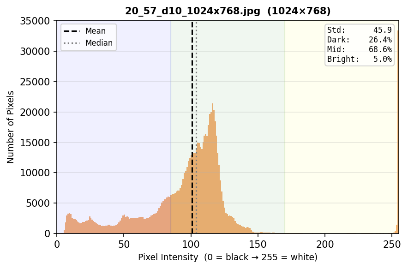 20_57_d10_1024x768.jpg  (1024×768)
35000
30000
25000
20000
15000
10000
5000
0
Number of Pixels
Mean
Median
Std: 45.9
Dark: 26.4%
Mid: 68.6%
Bright: 5.0%
0 50 100 150 200 250
Pixel Intensity  (0 = black → 255 = white)